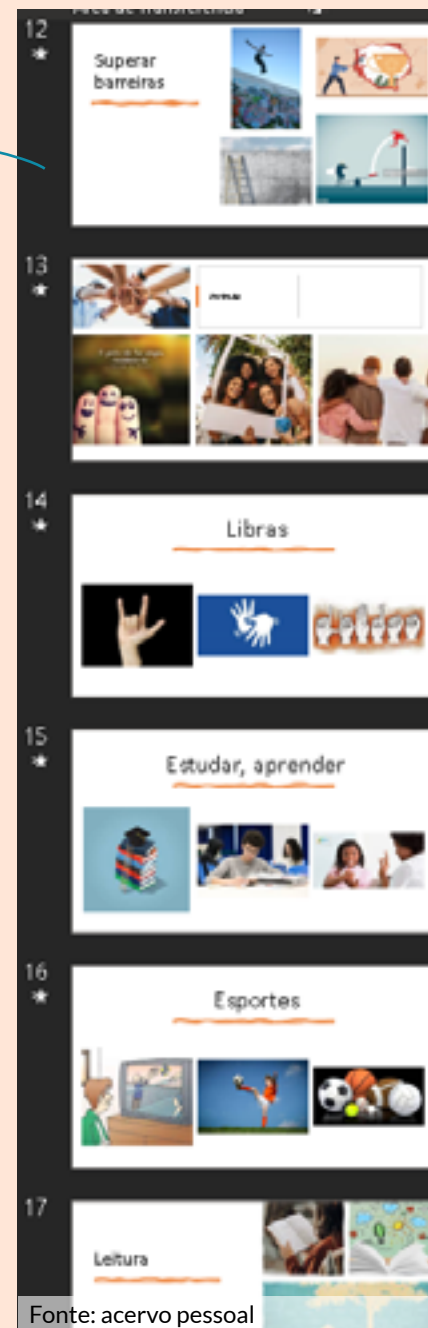 12
Superar
barreiras
13
14
Libras
15
Estudar, aprender
16
Esportes
17
Leitura
Fonte: acervo pessoal